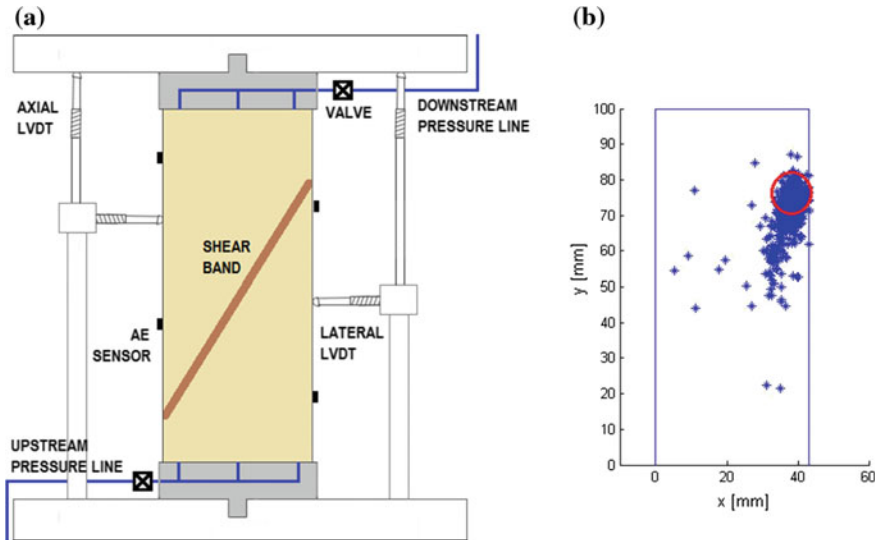 (a)
AXIAL
LVDT
VALVE
DOWNSTREAM
PRESSURE LINE
SHEAR
BAND
AE
SENSOR
LATERAL
LVDT
UPSTREAM
PRESSURE LINE
(b)
100
90
80
70
60
50
40
30
20
10
0
y [mm]
0 20 40 60
x [mm]